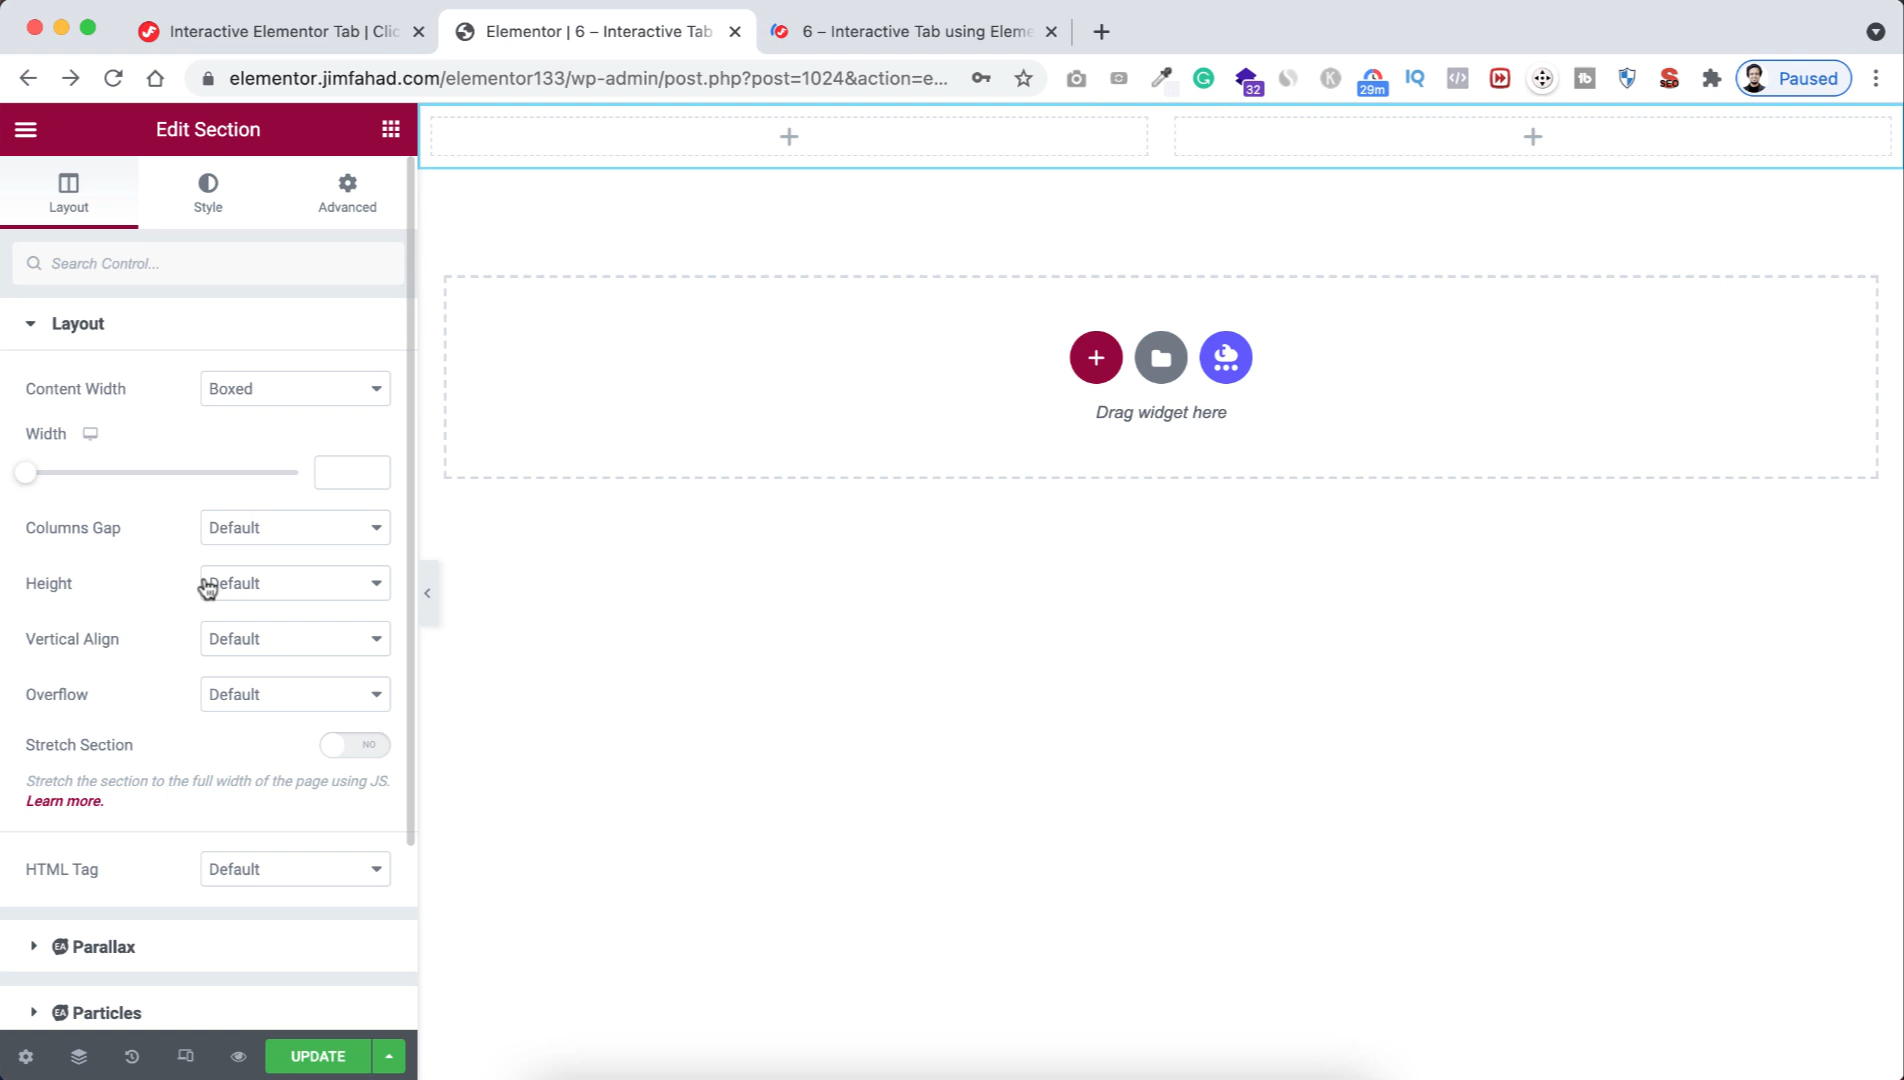 Interactive Elementor Tab | Clic
Elementor | 6 – Interactive Tab
6 – Interactive Tab using Eleme
elementor.jimfahad.com/elementor133/wp-admin/post.php?post=1024&action=e...
32
K
29m
IQ
fb
SEO
Paused
Edit Section
Layout
Style
Advanced
Search Control...
Layout
Content Width
Boxed
Width
Columns Gap
Default
Height
Default
Vertical Align
Default
Overflow
Default
Stretch Section
NO
Stretch the section to the full width of the page using JS.
Learn more.
HTML Tag
Default
EA Parallax
EA Particles
UPDATE
Drag widget here